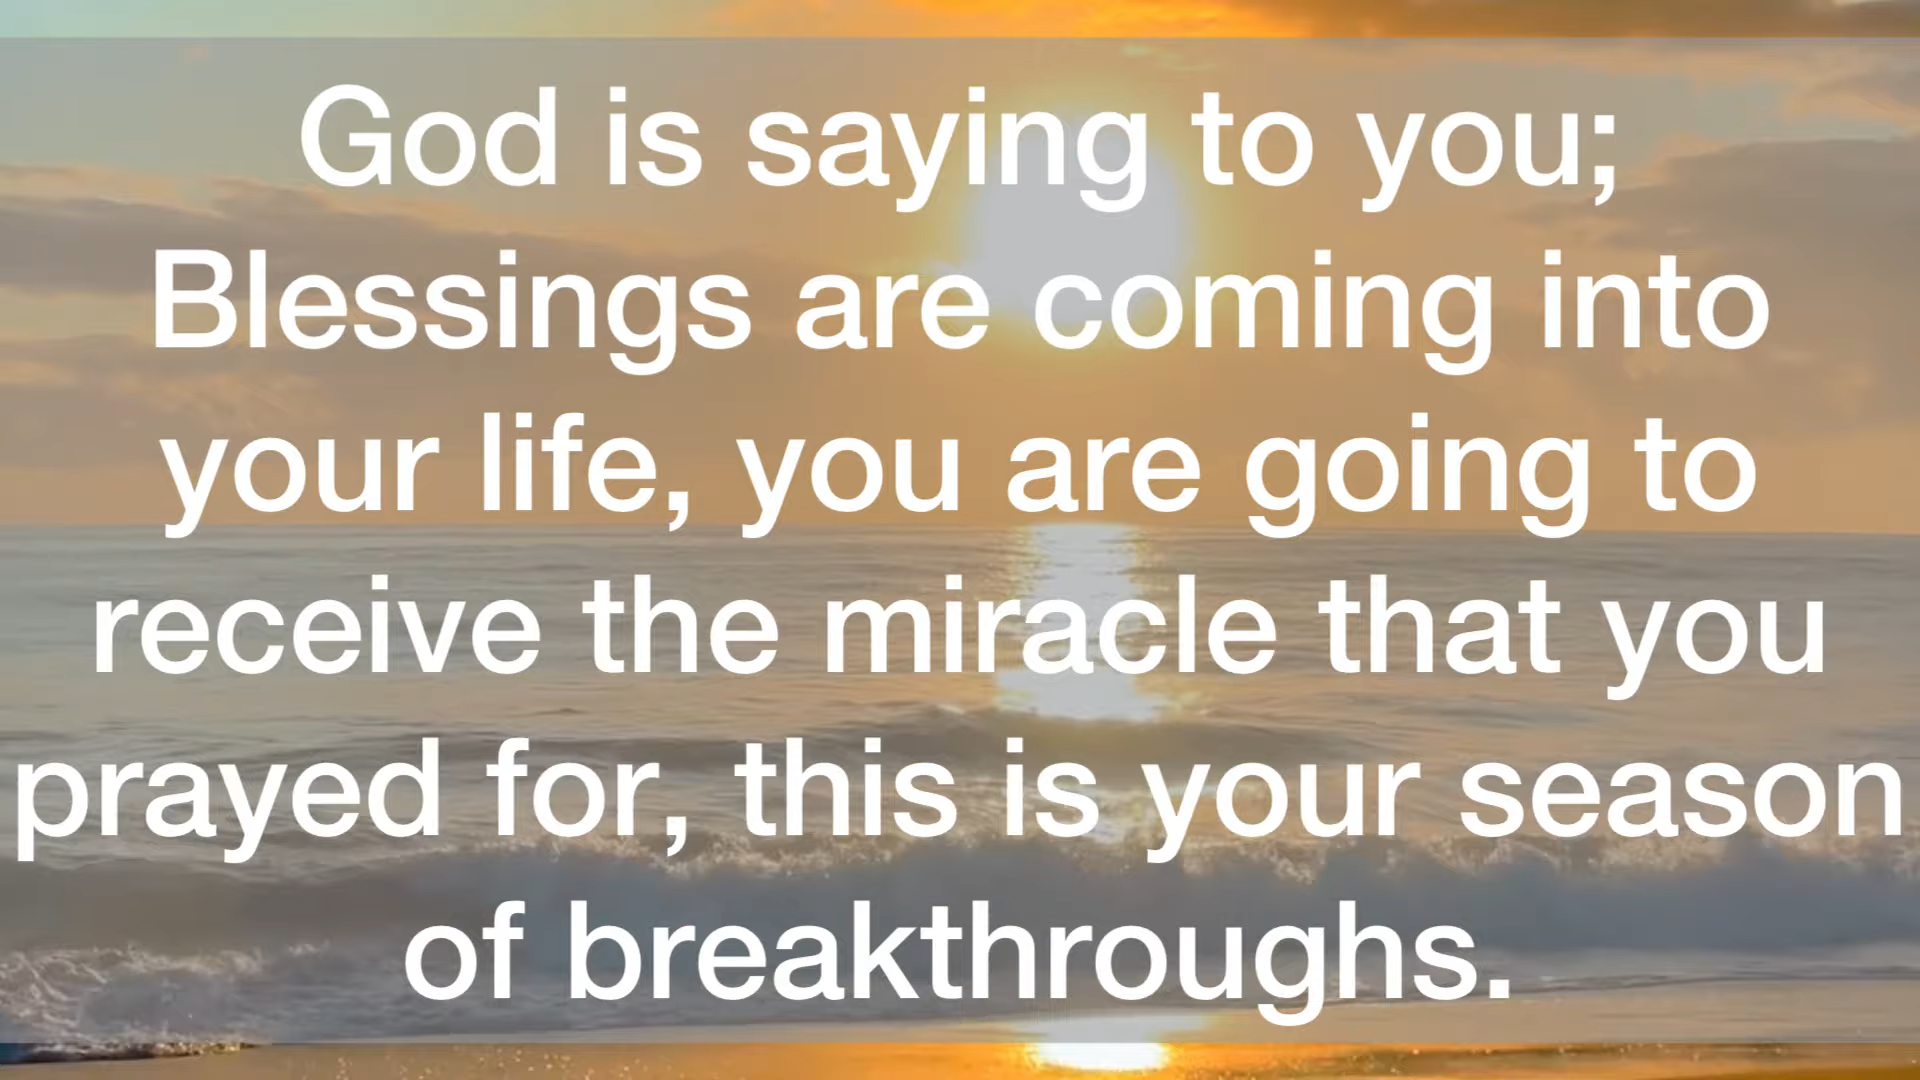 God is saying to you;
Blessings are coming into
your life, you are going to
receive the miracle that you
prayed for, this is your season
of breakthroughs.